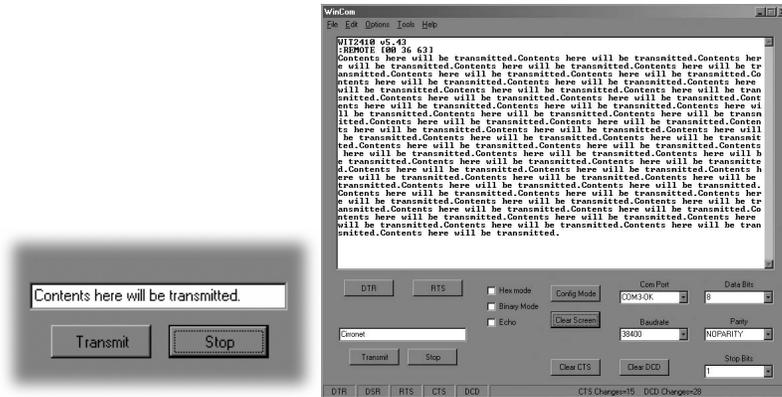 Contents here will be transmitted.
Transmit
Stop
WinCom
File Edit Options Tools Help
WIT2410 v5.43
:REMOTE [00 36 63]
Contents here will be transmitted.Contents here will be transmitted.Contents her
e will be transmitted.Contents here will be transmitted.Contents here will be tr
ansmitted.Contents here will be transmitted.Contents here will be transmitted.Co
ntents here will be transmitted.Contents here will be transmitted.Contents here
will be transmitted.Contents here will be transmitted.Contents here will be tran
smitted.Contents here will be transmitted.Contents here will be transmitted.Cont
ents here will be transmitted.Contents here will be transmitted.Contents here wi
ll be transmitted.Contents here will be transmitted.Contents here will be transm
itted.Contents here will be transmitted.Contents here will be transmitted.Conten
ts here will be transmitted.Contents here will be transmitted.Contents here will
be transmitted.Contents here will be transmitted.Contents here will be transmit
ted.Contents here will be transmitted.Contents here will be transmitted.Contents
here will be transmitted.Contents here will be transmitted.Contents here will b
e transmitted.Contents here will be transmitted.Contents here will be transmitte
d.Contents here will be transmitted.Contents here will be transmitted.Contents h
ere will be transmitted.Contents here will be transmitted.Contents here will be
transmitted.Contents here will be transmitted.Contents here will be transmitted.
Contents here will be transmitted.Contents here will be transmitted.Contents her
e will be transmitted.Contents here will be transmitted.Contents here will be tr
ansmitted.Contents here will be transmitted.Contents here will be transmitted.Co
ntents here will be transmitted.Contents here will be transmitted.Contents here
will be transmitted.Contents here will be transmitted.Contents here will be tran
smitted.Contents here will be transmitted.
DTR
RTS
Hex mode
Binary Mode
Echo
Config Mode
Clear Screen
Com Port
COM3-OK
Data Bits
8
Baudrate
38400
Parity
NOPARITY
Cirronet
Transmit
Stop
Clear CTS
Clear DCD
Stop Bits
1
DTR DSR RTS CTS DCD CTS Changes=15 DCD Changes=28